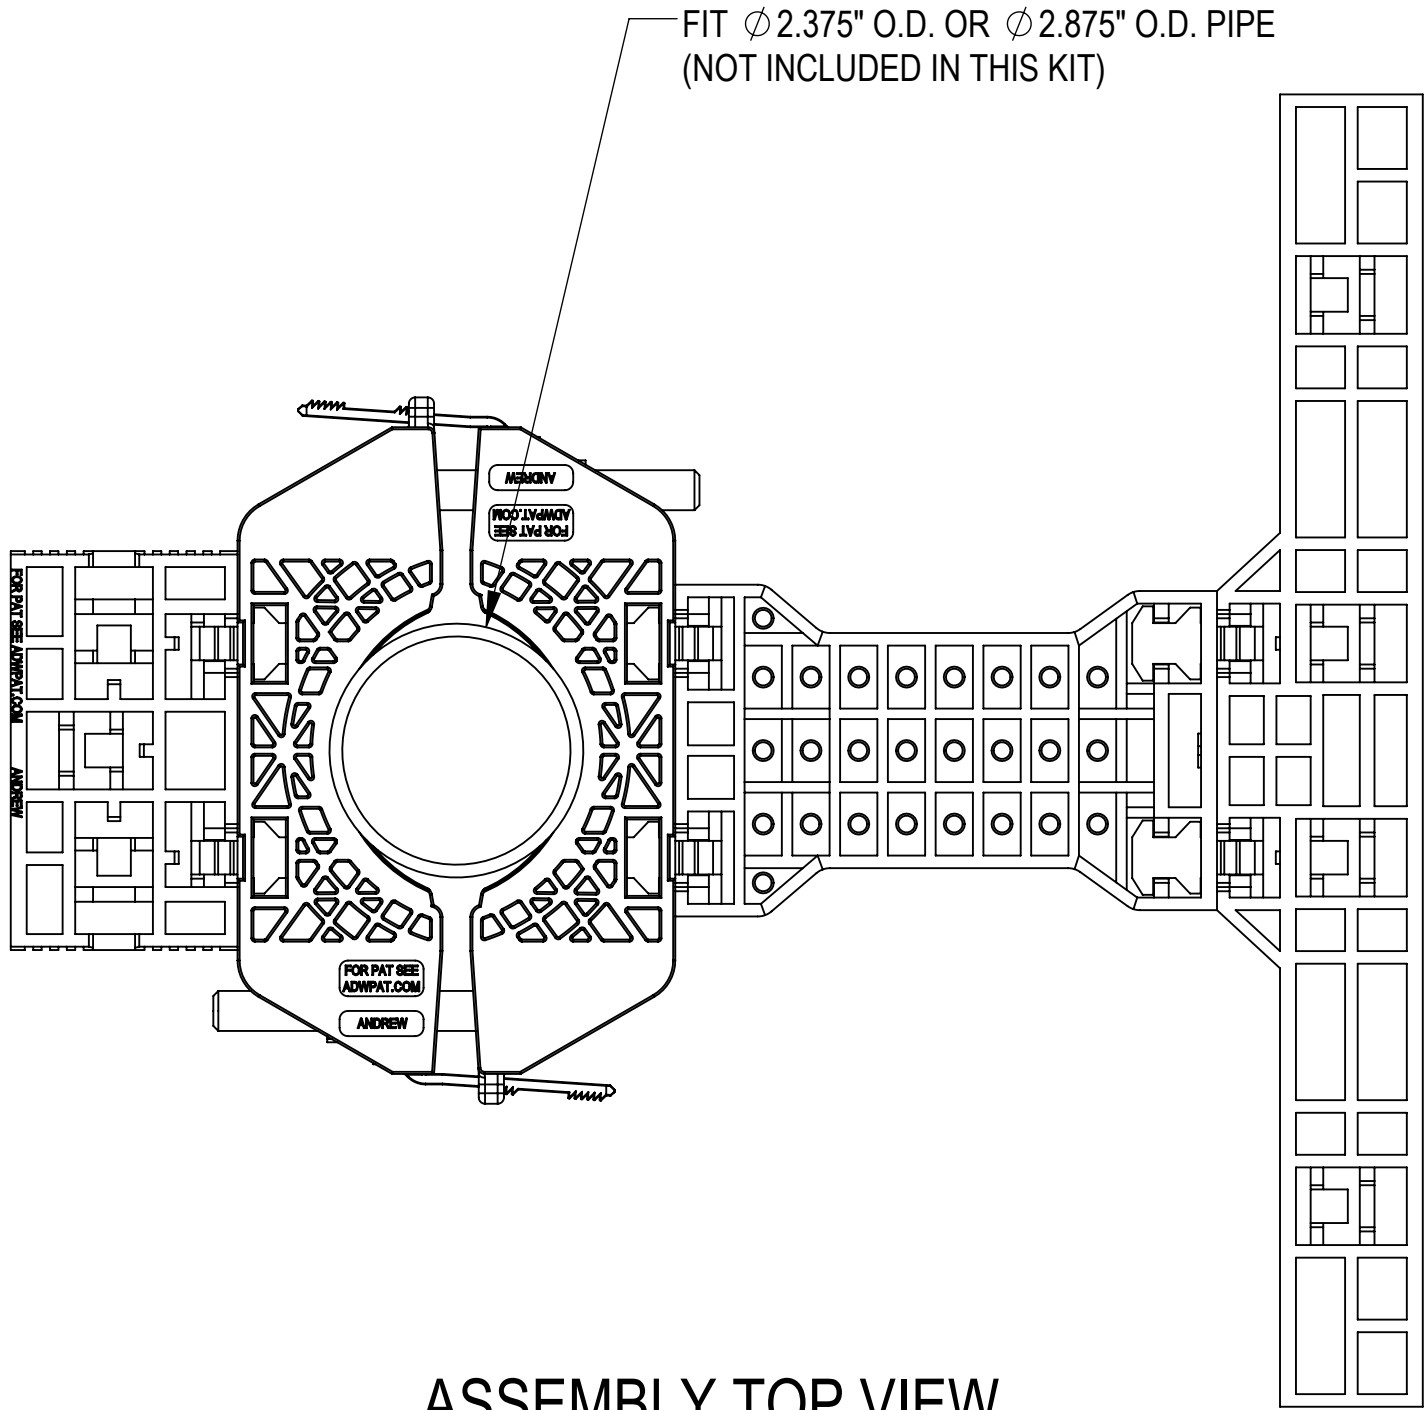 FIT ⌀2.375" O.D. OR ⌀2.875" O.D. PIPE
(NOT INCLUDED IN THIS KIT)
ANDREW
FOR PAT SEE
ADWPAT.COM
FOR PAT SEE ADWPAT.COM
ANDREW
FOR PAT SEE
ADWPAT.COM
ANDREW
ASSEMBLY TOP VIEW